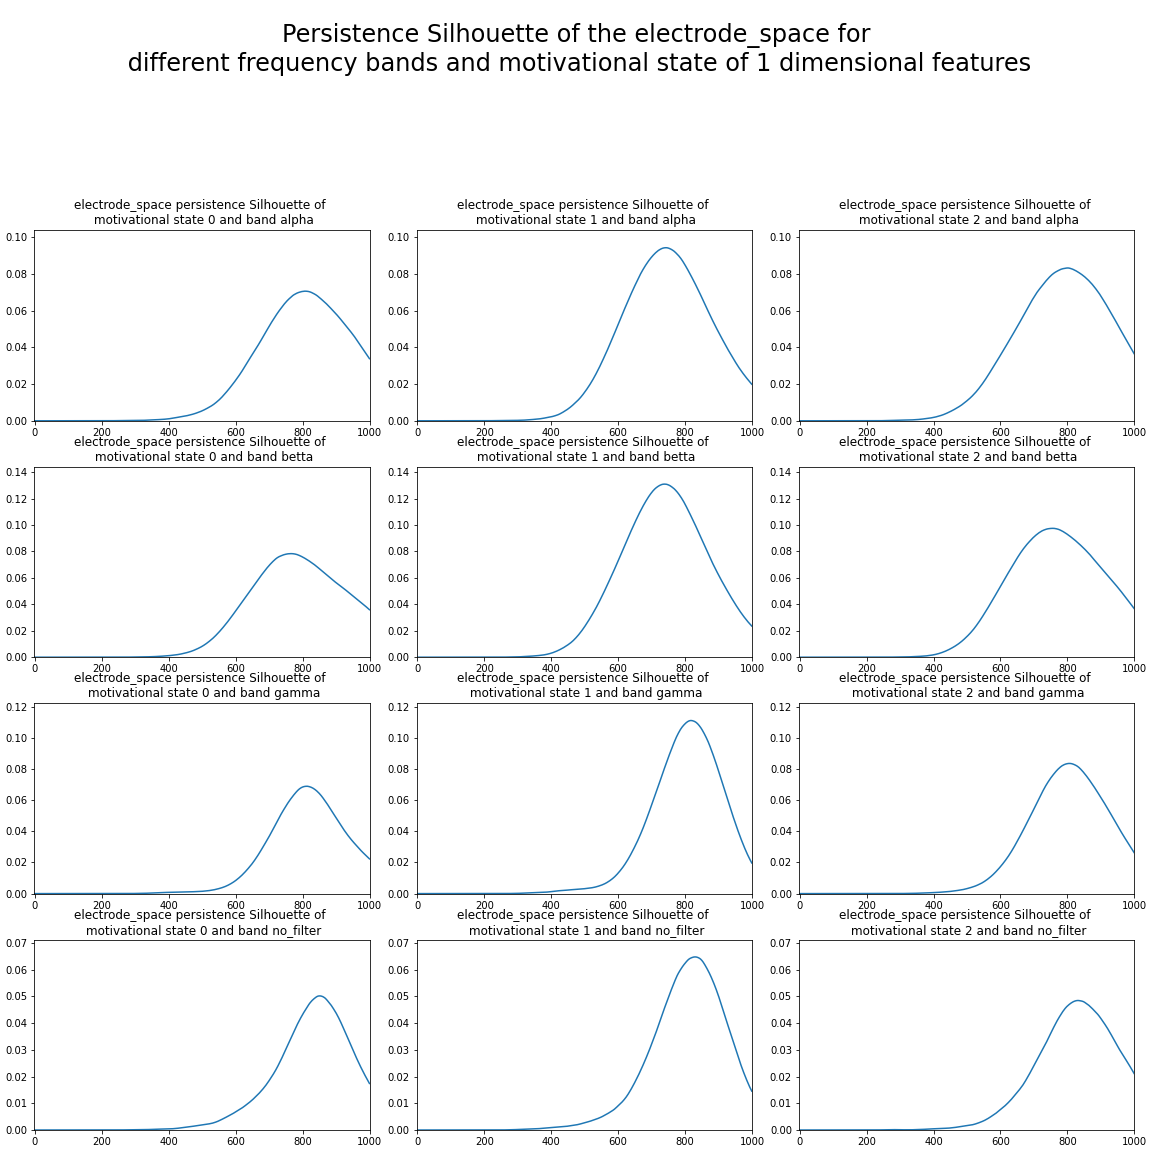 Persistence Silhouette of the electrode_space for
different frequency bands and motivational state of 1 dimensional features
electrode_space persistence Silhouette of
motivational state 0 and band alpha
0.10
0.08
0.06
0.04
0.02
0.00
0 200 400 600 800 1000
electrode_space persistence Silhouette of
motivational state 1 and band alpha
0.10
0.08
0.06
0.04
0.02
0.00
0 200 400 600 800 1000
electrode_space persistence Silhouette of
motivational state 2 and band alpha
0.10
0.08
0.06
0.04
0.02
0.00
0 200 400 600 800 1000
electrode_space persistence Silhouette of
motivational state 0 and band betta
0.14
0.12
0.10
0.08
0.06
0.04
0.02
0.00
0 200 400 600 800 1000
electrode_space persistence Silhouette of
motivational state 1 and band betta
0.14
0.12
0.10
0.08
0.06
0.04
0.02
0.00
0 200 400 600 800 1000
electrode_space persistence Silhouette of
motivational state 2 and band betta
0.14
0.12
0.10
0.08
0.06
0.04
0.02
0.00
0 200 400 600 800 1000
electrode_space persistence Silhouette of
motivational state 0 and band gamma
0.12
0.10
0.08
0.06
0.04
0.02
0.00
0 200 400 600 800 1000
electrode_space persistence Silhouette of
motivational state 1 and band gamma
0.12
0.10
0.08
0.06
0.04
0.02
0.00
0 200 400 600 800 1000
electrode_space persistence Silhouette of
motivational state 2 and band gamma
0.12
0.10
0.08
0.06
0.04
0.02
0.00
0 200 400 600 800 1000
electrode_space persistence Silhouette of
motivational state 0 and band no_filter
0.07
0.06
0.05
0.04
0.03
0.02
0.01
0.00
0 200 400 600 800 1000
electrode_space persistence Silhouette of
motivational state 1 and band no_filter
0.07
0.06
0.05
0.04
0.03
0.02
0.01
0.00
0 200 400 600 800 1000
electrode_space persistence Silhouette of
motivational state 2 and band no_filter
0.07
0.06
0.05
0.04
0.03
0.02
0.01
0.00
0 200 400 600 800 1000